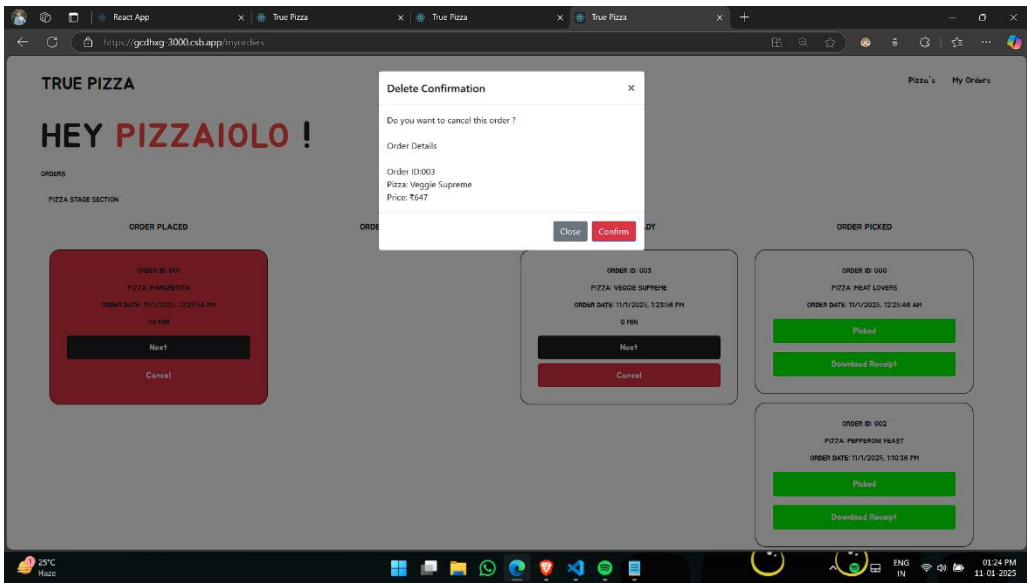 React App
True Pizza
True Pizza
True Pizza
https://gcdhxg-3000.csb.app/myorders
TRUE PIZZA
Pizza's My Orders
HEY PIZZAIOLO !
ORDERS
PIZZA STAGE SECTION
Delete Confirmation
Do you want to cancel this order ?
Order Details
Order ID:003
Pizza: Veggie Supreme
Price: ₹647
Close Confirm
ORDER PLACED
ORDER ID: 001
PIZZA: MARGHERITA
ORDER DATE: 11/1/2025, 12:29:54 PM
54 MIN
Next
Cancel
ORDE
DY
ORDER ID: 003
PIZZA: VEGGIE SUPREME
ORDER DATE: 11/1/2025, 1:23:56 PM
0 MIN
Next
Cancel
ORDER PICKED
ORDER ID: 000
PIZZA: MEAT LOVERS
ORDER DATE: 11/1/2025, 12:25:46 AM
Picked
Download Receipt
ORDER ID: 002
PIZZA: PEPPERONI FEAST
ORDER DATE: 11/1/2025, 1:10:36 PM
Picked
Download Receipt
25°C
Haze
ENG
IN
01:24 PM
11-01-2025